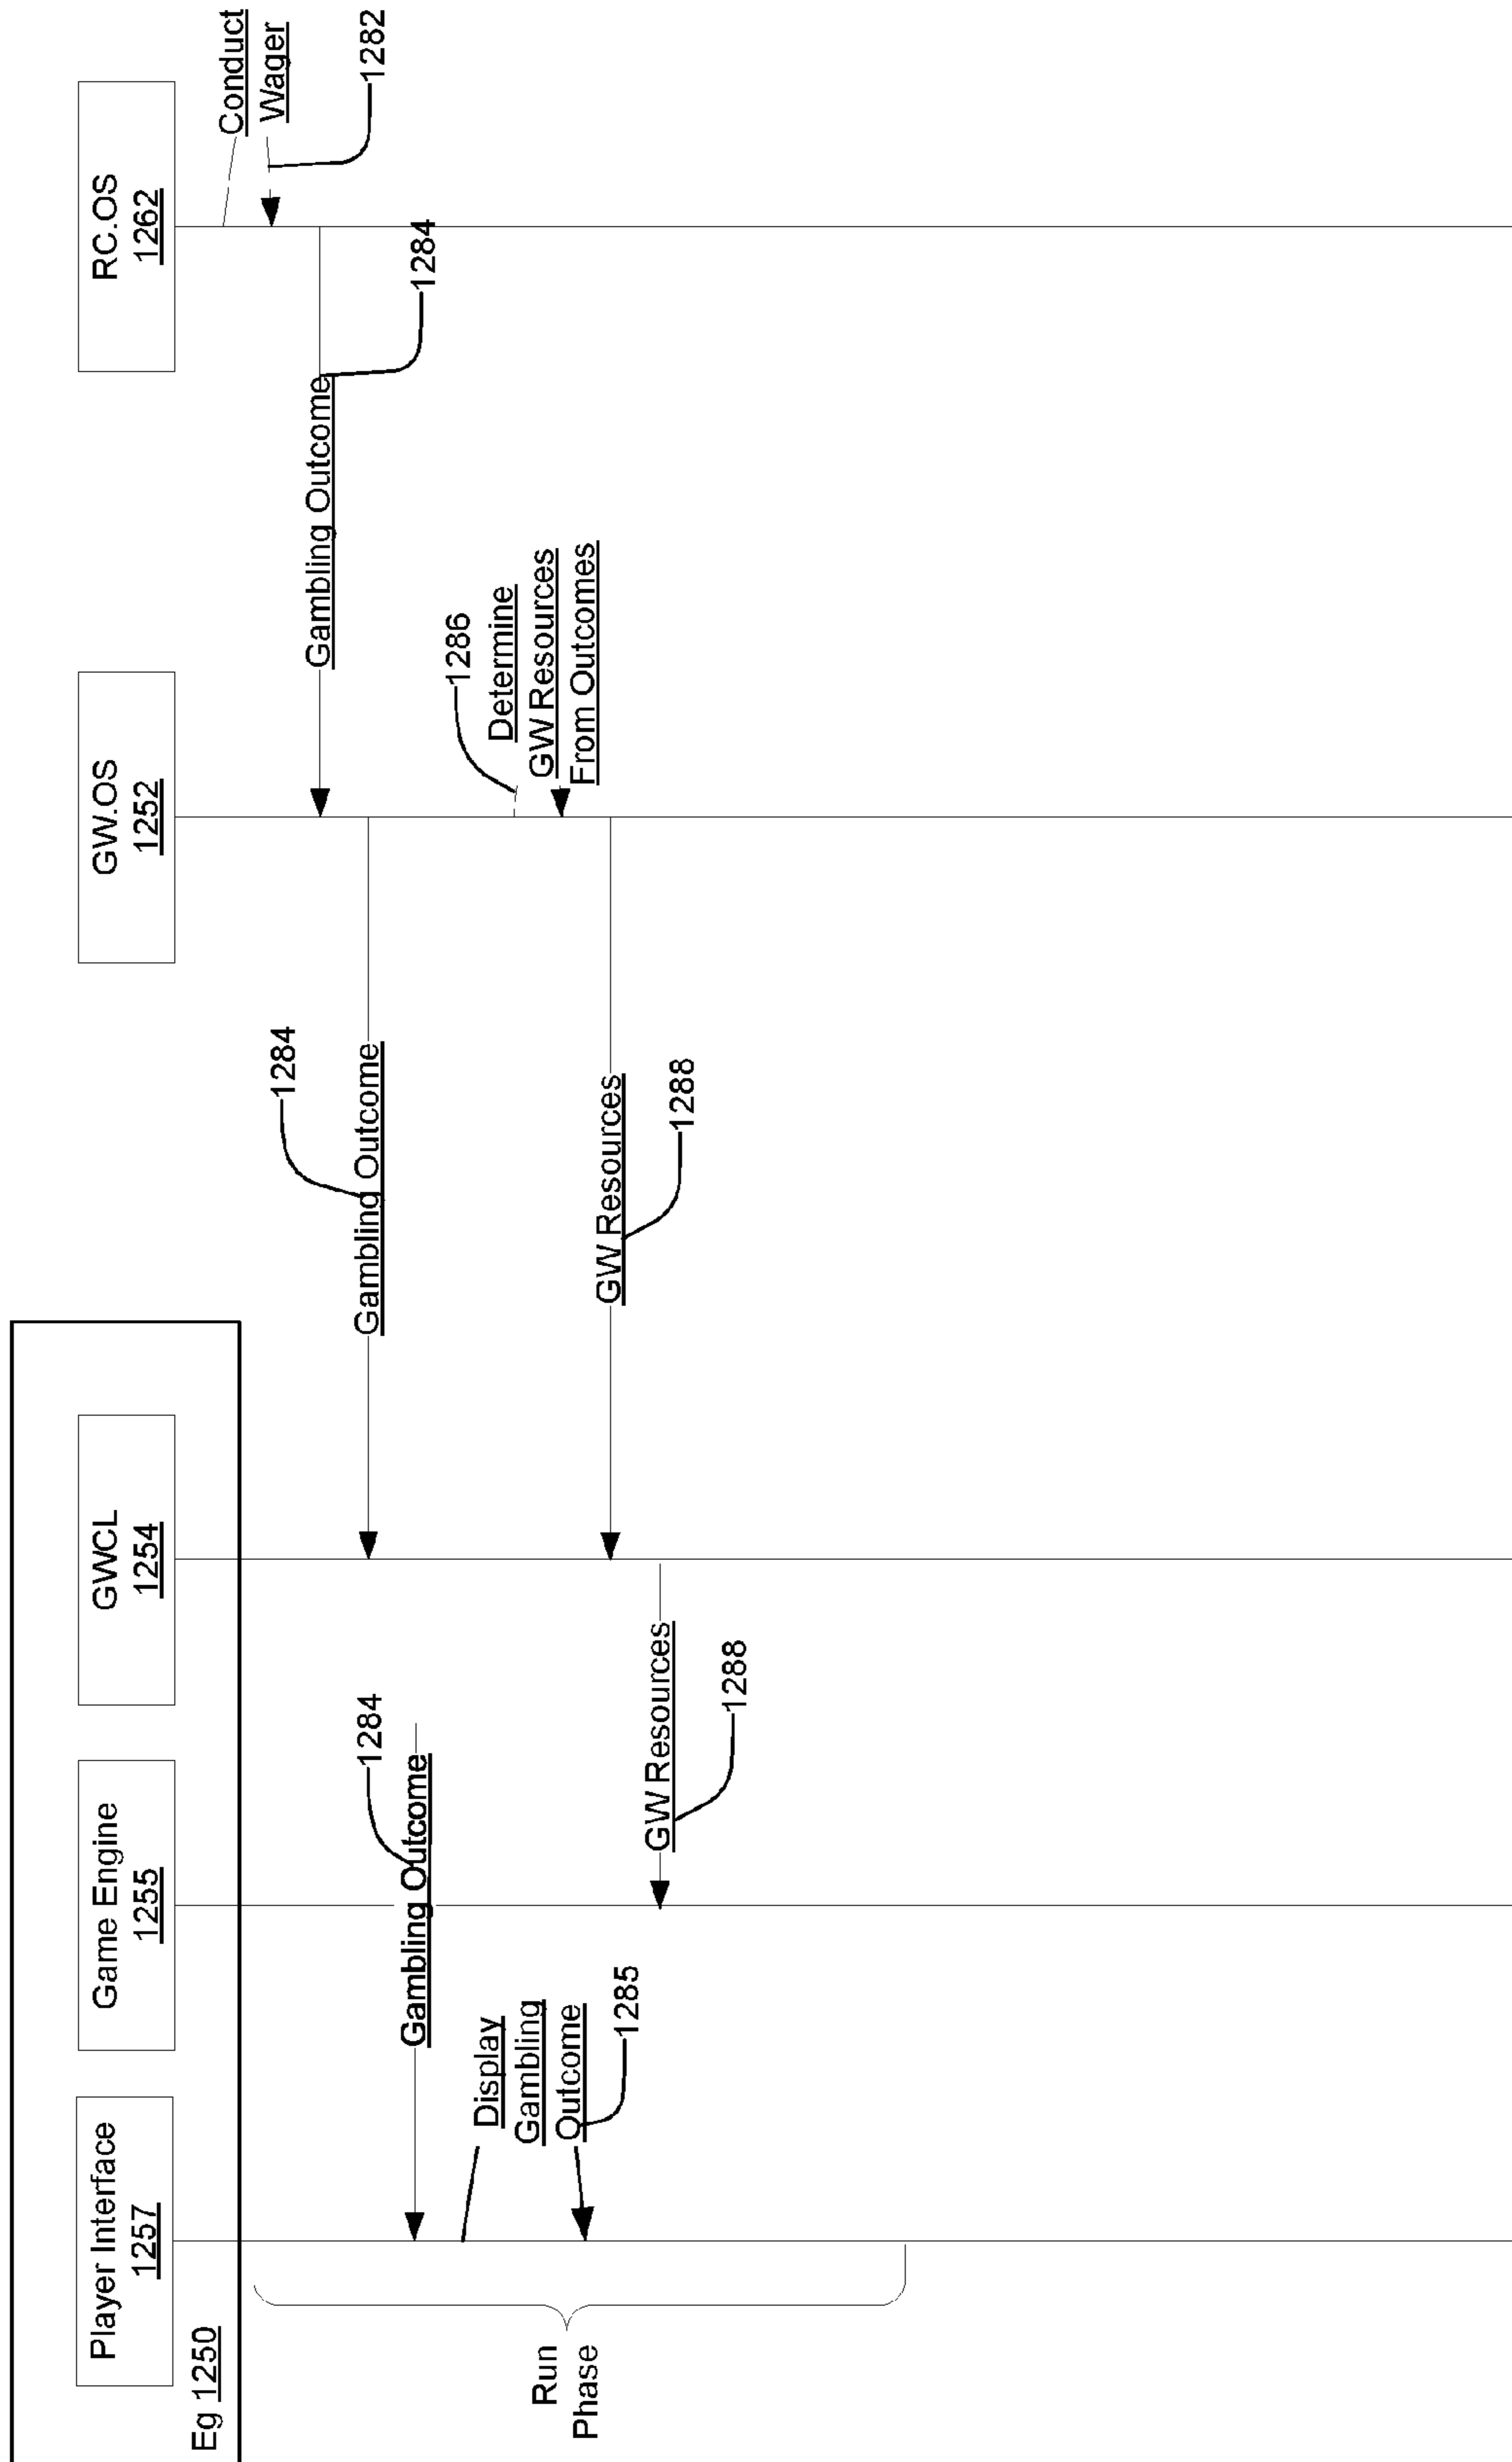 Player Interface
1257
Game Engine
1255
GWCL
1254
GW.OS
1252
RC.OS
1262
Eg 1250
Conduct
Wager
1282
Gambling Outcome
1284
Gambling Outcome
1284
Gambling Outcome
1284
Display
Gambling
Outcome
1285
1286
Determine
GW Resources
From Outcomes
GW Resources
1288
GW Resources
1288
Run
Phase